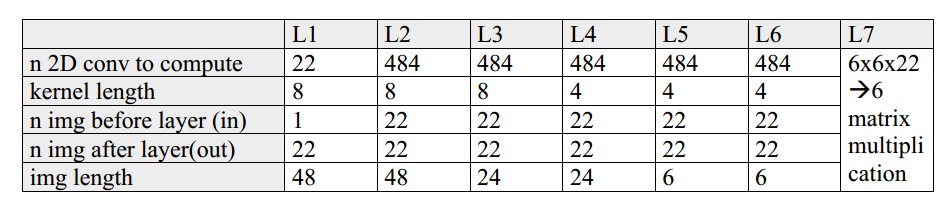 L1 L2 L3 L4 L5 L6 L7
n 2D conv to compute 22 484 484 484 484 484 6x6x22
kernel length 8 8 8 4 4 4 →6
n img before layer (in) 1 22 22 22 22 22 matrix
n img after layer(out) 22 22 22 22 22 22 multipli
img length 48 48 24 24 6 6 cation